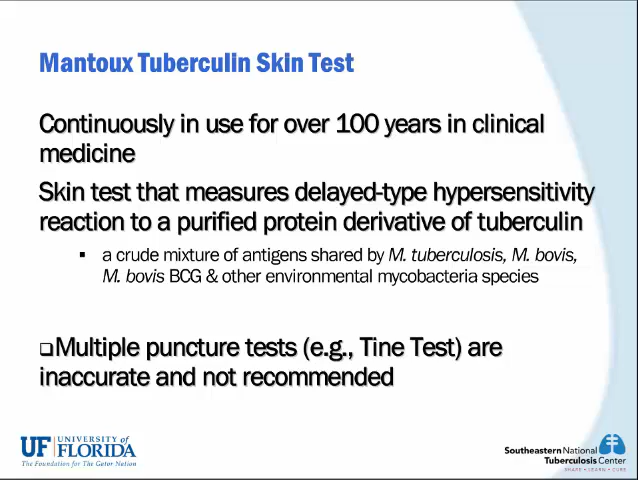 Mantoux Tuberculin Skin Test
Continuously in use for over 100 years in clinical
medicine
Skin test that measures delayed-type hypersensitivity
reaction to a purified protein derivative of tuberculin
▪ a crude mixture of antigens shared by M. tuberculosis, M. bovis,
M. bovis BCG & other environmental mycobacteria species
❑Multiple puncture tests (e.g., Tine Test) are
inaccurate and not recommended
UF UNIVERSITY of
FLORIDA
The Foundation for The Gator Nation
Southeastern National
Tuberculosis Center
SHARE • LEARN • CURE